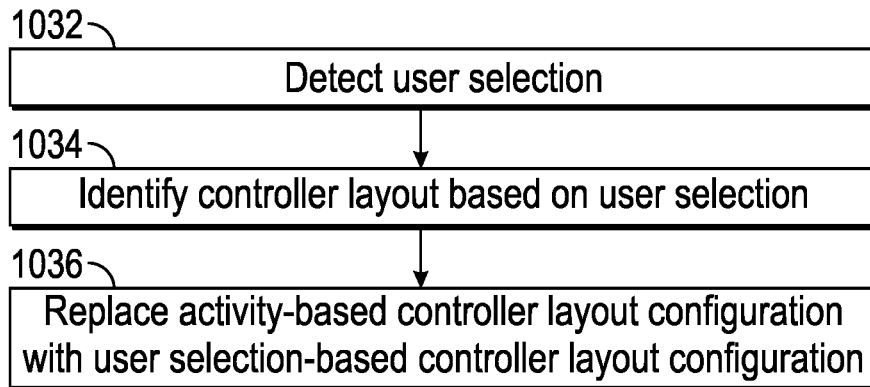 1032
Detect user selection
1034
Identify controller layout based on user selection
1036
Replace activity-based controller layout configuration
with user selection-based controller layout configuration